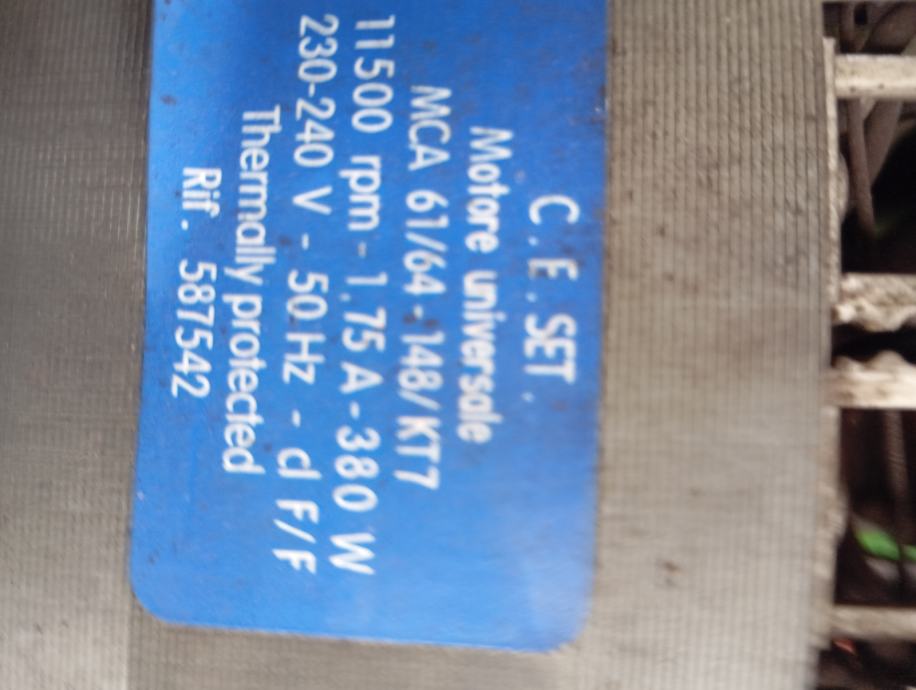 C.E.SET.
Motore universale
MCA 61/64-148/KT7
11500 rpm - 1.75 A - 380 W
230-240 V - 50 Hz - cl F/F
Thermally protected
Rif. 587542